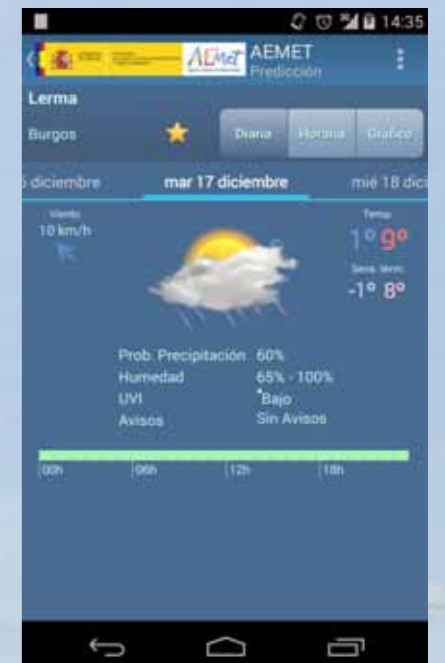 14:35
AEMet
AEMET
Predicción
Lerma
Burgos
Diaria Horaria Gráfico
diciembre mar 17 diciembre mié 18 dici
Viento
10 km/h
Temp.
1º 9º
Sens. térm.
-1º 8º
Prob. Precipitación 60%
Humedad 65% - 100%
UVI Bajo
Avisos Sin Avisos
00h 06h 12h 18h